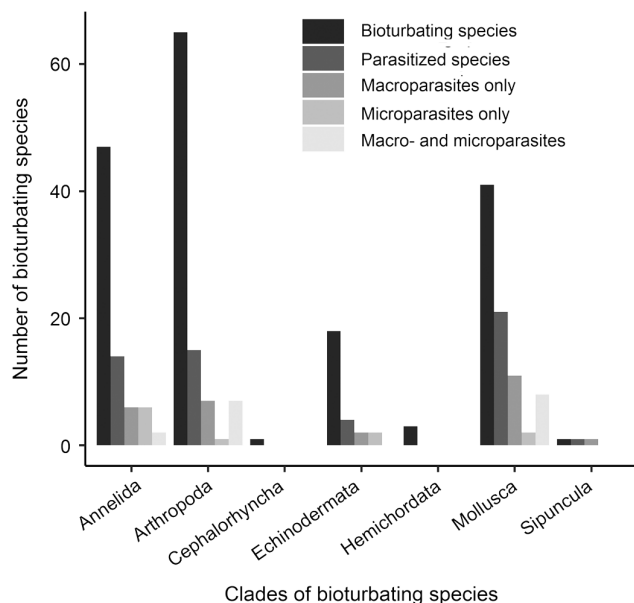 Bioturbating species
Parasitized species
Macroparasites only
Microparasites only
Macro- and microparasites
Number of bioturbating species
60
40
20
0
Annelida
Arthropoda
Cephalorhyncha
Echinodermata
Hemichordata
Mollusca
Sipuncula
Clades of bioturbating species